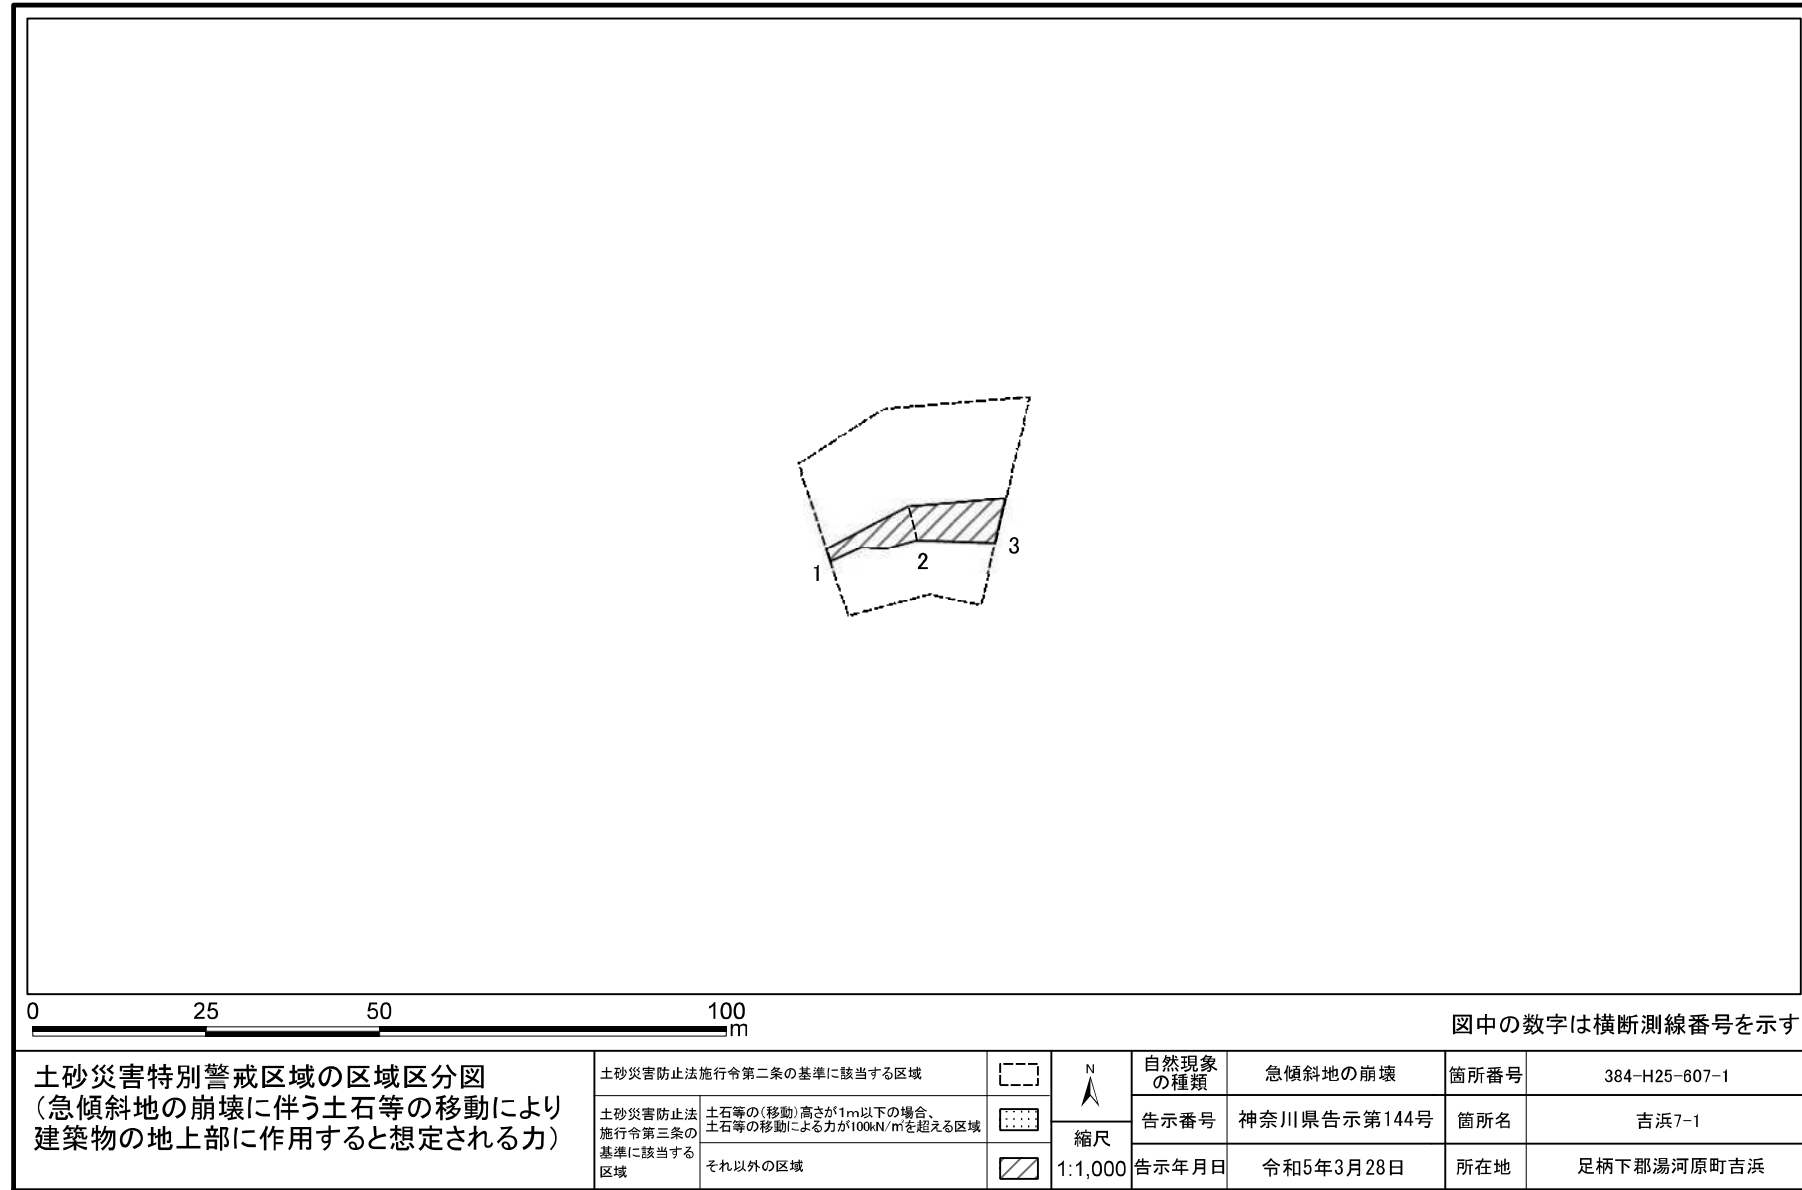 1
2
3
0 25 50 100
m
図中の数字は横断測線番号を示す
土砂災害特別警戒区域の区域区分図
(急傾斜地の崩壊に伴う土石等の移動により
建築物の地上部に作用すると想定される力)
土砂災害防止法施行令第二条の基準に該当する区域
土砂災害防止法
施行令第三条の
基準に該当する
区域
土石等の(移動)高さが1m以下の場合、
土石等の移動による力が100kN/㎡を超える区域
それ以外の区域
N
縮尺
1:1,000
自然現象
の種類
急傾斜地の崩壊
箇所番号
384-H25-607-1
告示番号
神奈川県告示第144号
箇所名
吉浜7-1
告示年月日
令和5年3月28日
所在地
足柄下郡湯河原町吉浜